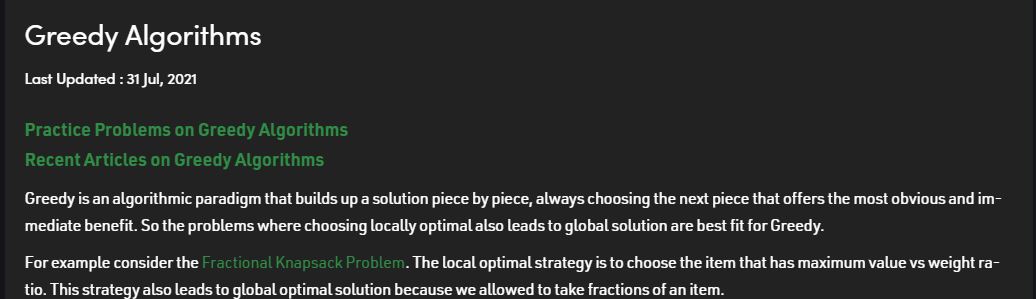 Greedy Algorithms
Last Updated : 31 Jul, 2021
Practice Problems on Greedy Algorithms
Recent Articles on Greedy Algorithms
Greedy is an algorithmic paradigm that builds up a solution piece by piece, always choosing the next piece that offers the most obvious and im-
mediate benefit. So the problems where choosing locally optimal also leads to global solution are best fit for Greedy.
For example consider the Fractional Knapsack Problem. The local optimal strategy is to choose the item that has maximum value vs weight ra-
tio. This strategy also leads to global optimal solution because we allowed to take fractions of an item.